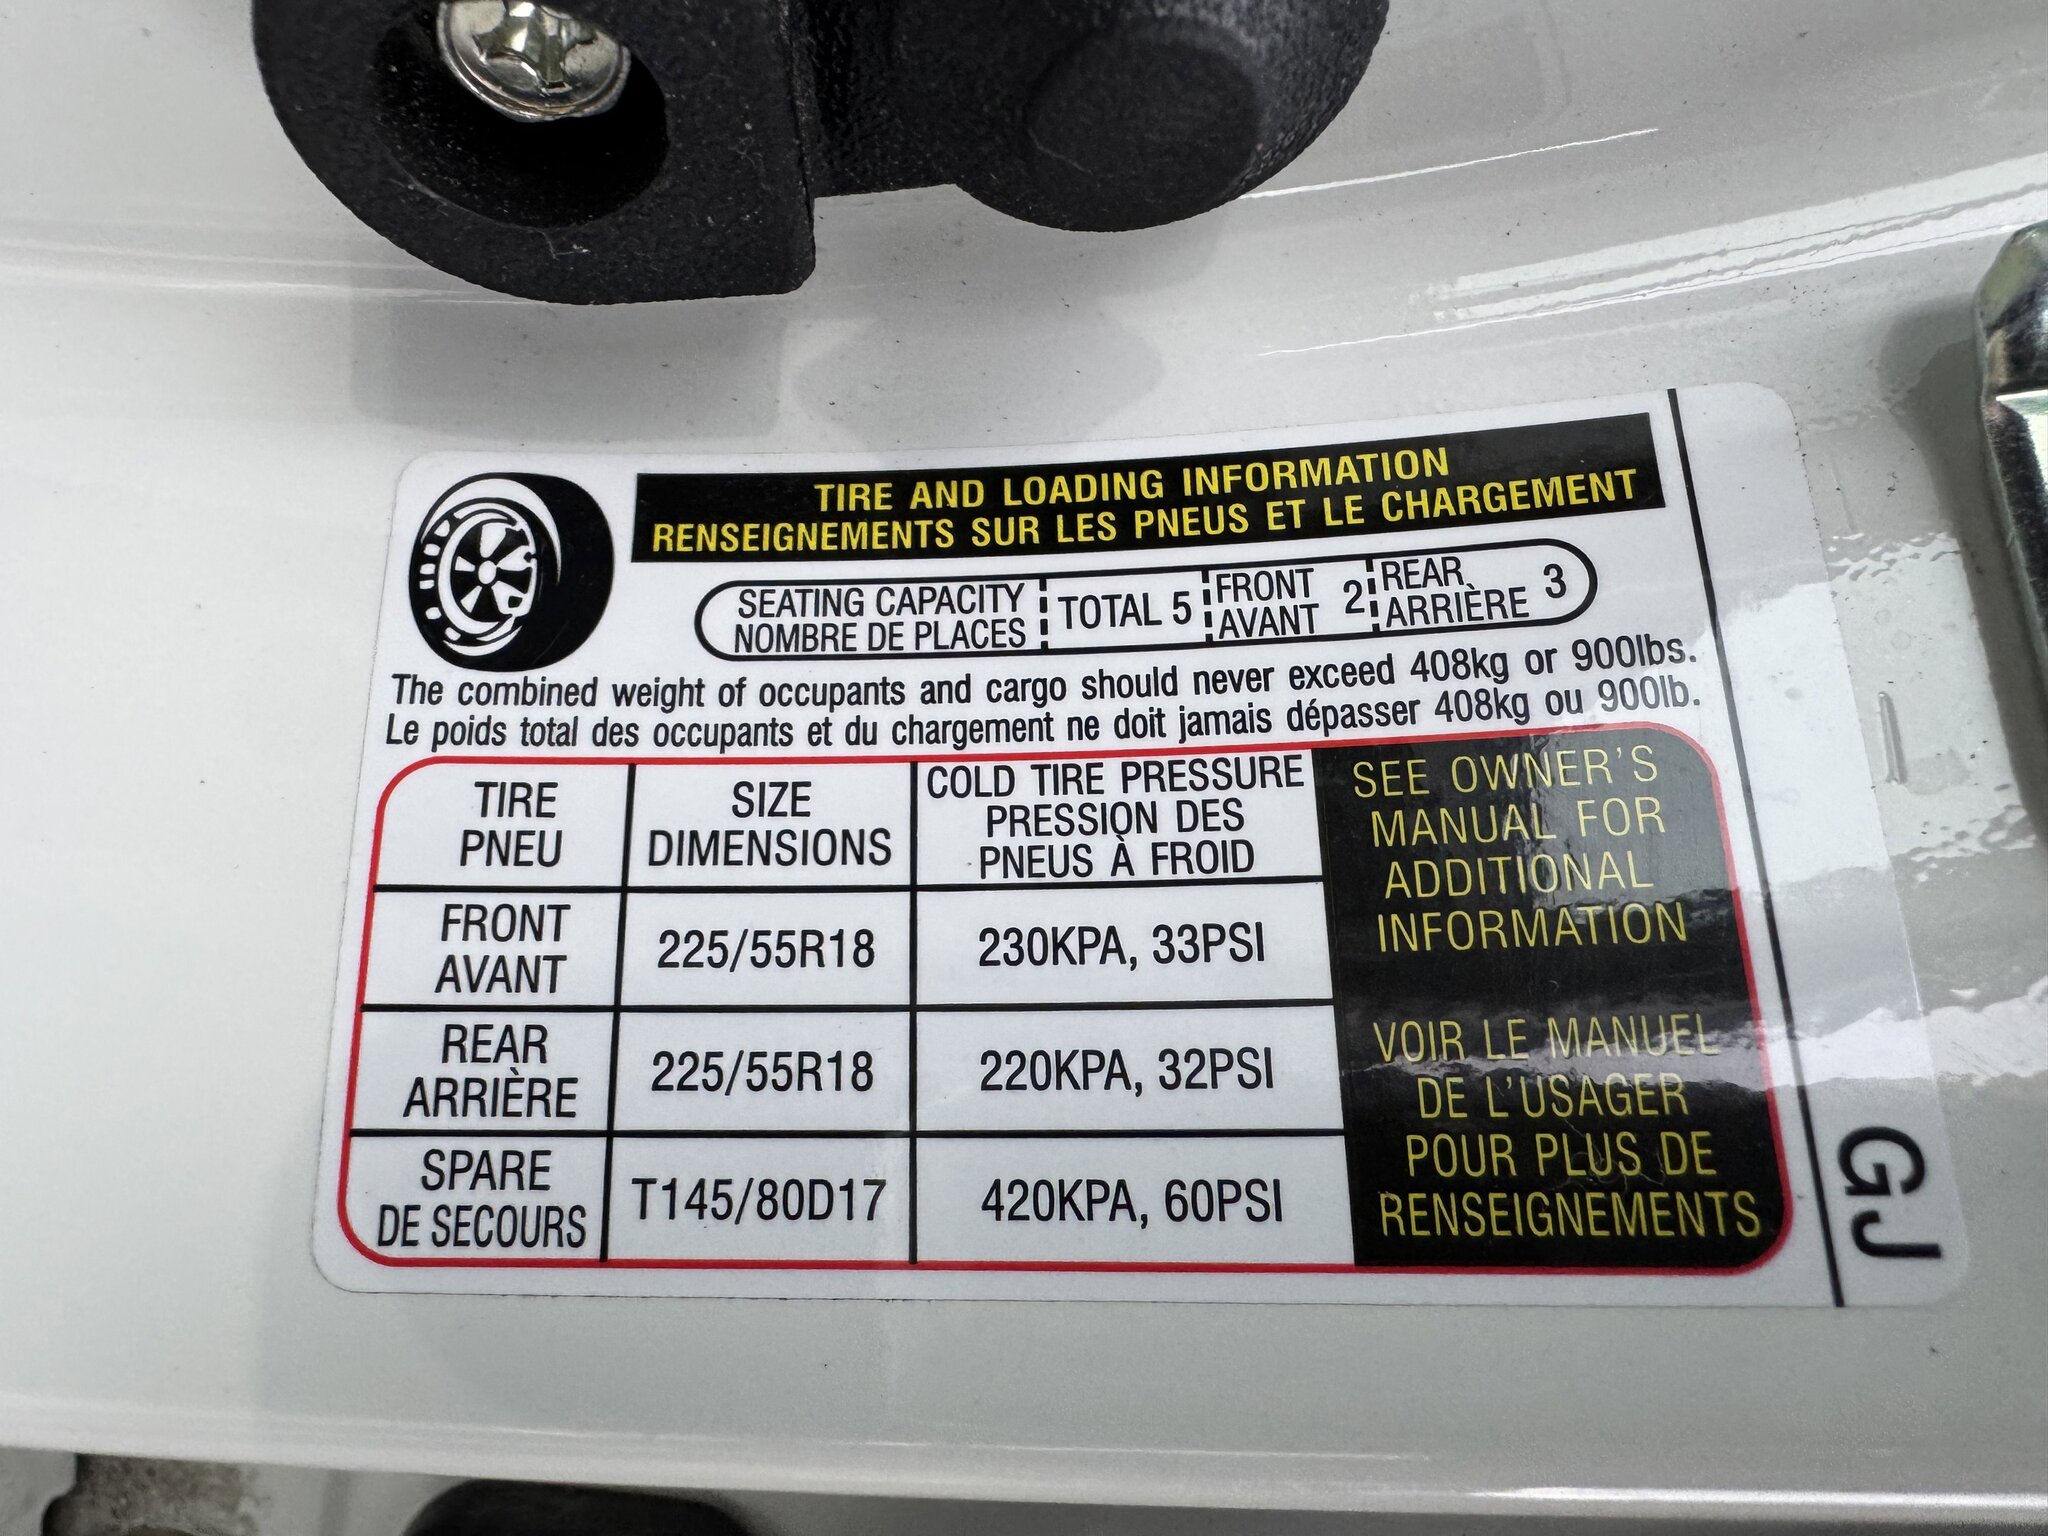 TIRE AND LOADING INFORMATION
RENSEIGNEMENTS SUR LES PNEUS ET LE CHARGEMENT
SEATING CAPACITY
NOMBRE DE PLACES
TOTAL 5
FRONT
AVANT 2
REAR
ARRIÈRE 3
The combined weight of occupants and cargo should never exceed 408kg or 900lbs.
Le poids total des occupants et du chargement ne doit jamais dépasser 408kg ou 900lb.
TIRE
PNEU
SIZE
DIMENSIONS
COLD TIRE PRESSURE
PRESSION DES
PNEUS À FROID
FRONT
AVANT
225/55R18
230KPA, 33PSI
REAR
ARRIÈRE
225/55R18
220KPA, 32PSI
SPARE
DE SECOURS
T145/80D17
420KPA, 60PSI
SEE OWNER'S
MANUAL FOR
ADDITIONAL
INFORMATION
VOIR LE MANUEL
DE L'USAGER
POUR PLUS DE
RENSEIGNEMENTS
GJ